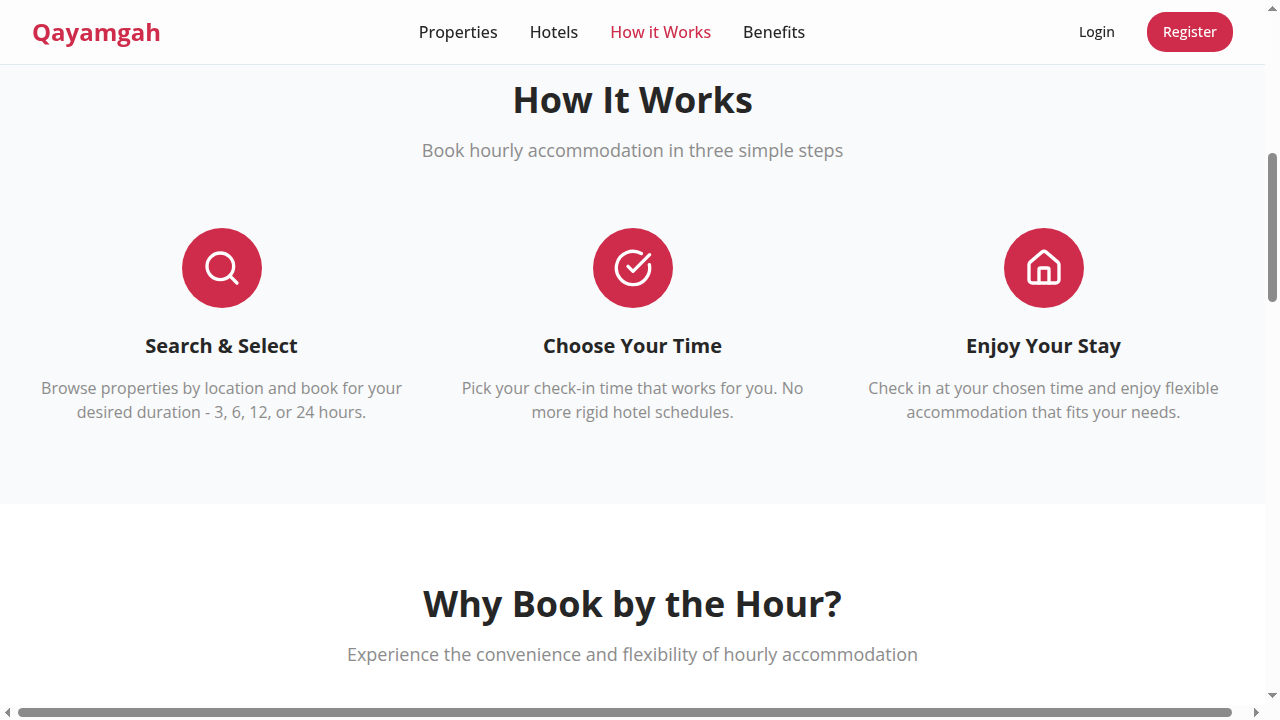 Qayamgah
Properties
Hotels
How it Works
Benefits
Login
Register
How It Works
Book hourly accommodation in three simple steps
Search & Select
Browse properties by location and book for your
desired duration - 3, 6, 12, or 24 hours.
Choose Your Time
Pick your check-in time that works for you. No
more rigid hotel schedules.
Enjoy Your Stay
Check in at your chosen time and enjoy flexible
accommodation that fits your needs.
Why Book by the Hour?
Experience the convenience and flexibility of hourly accommodation